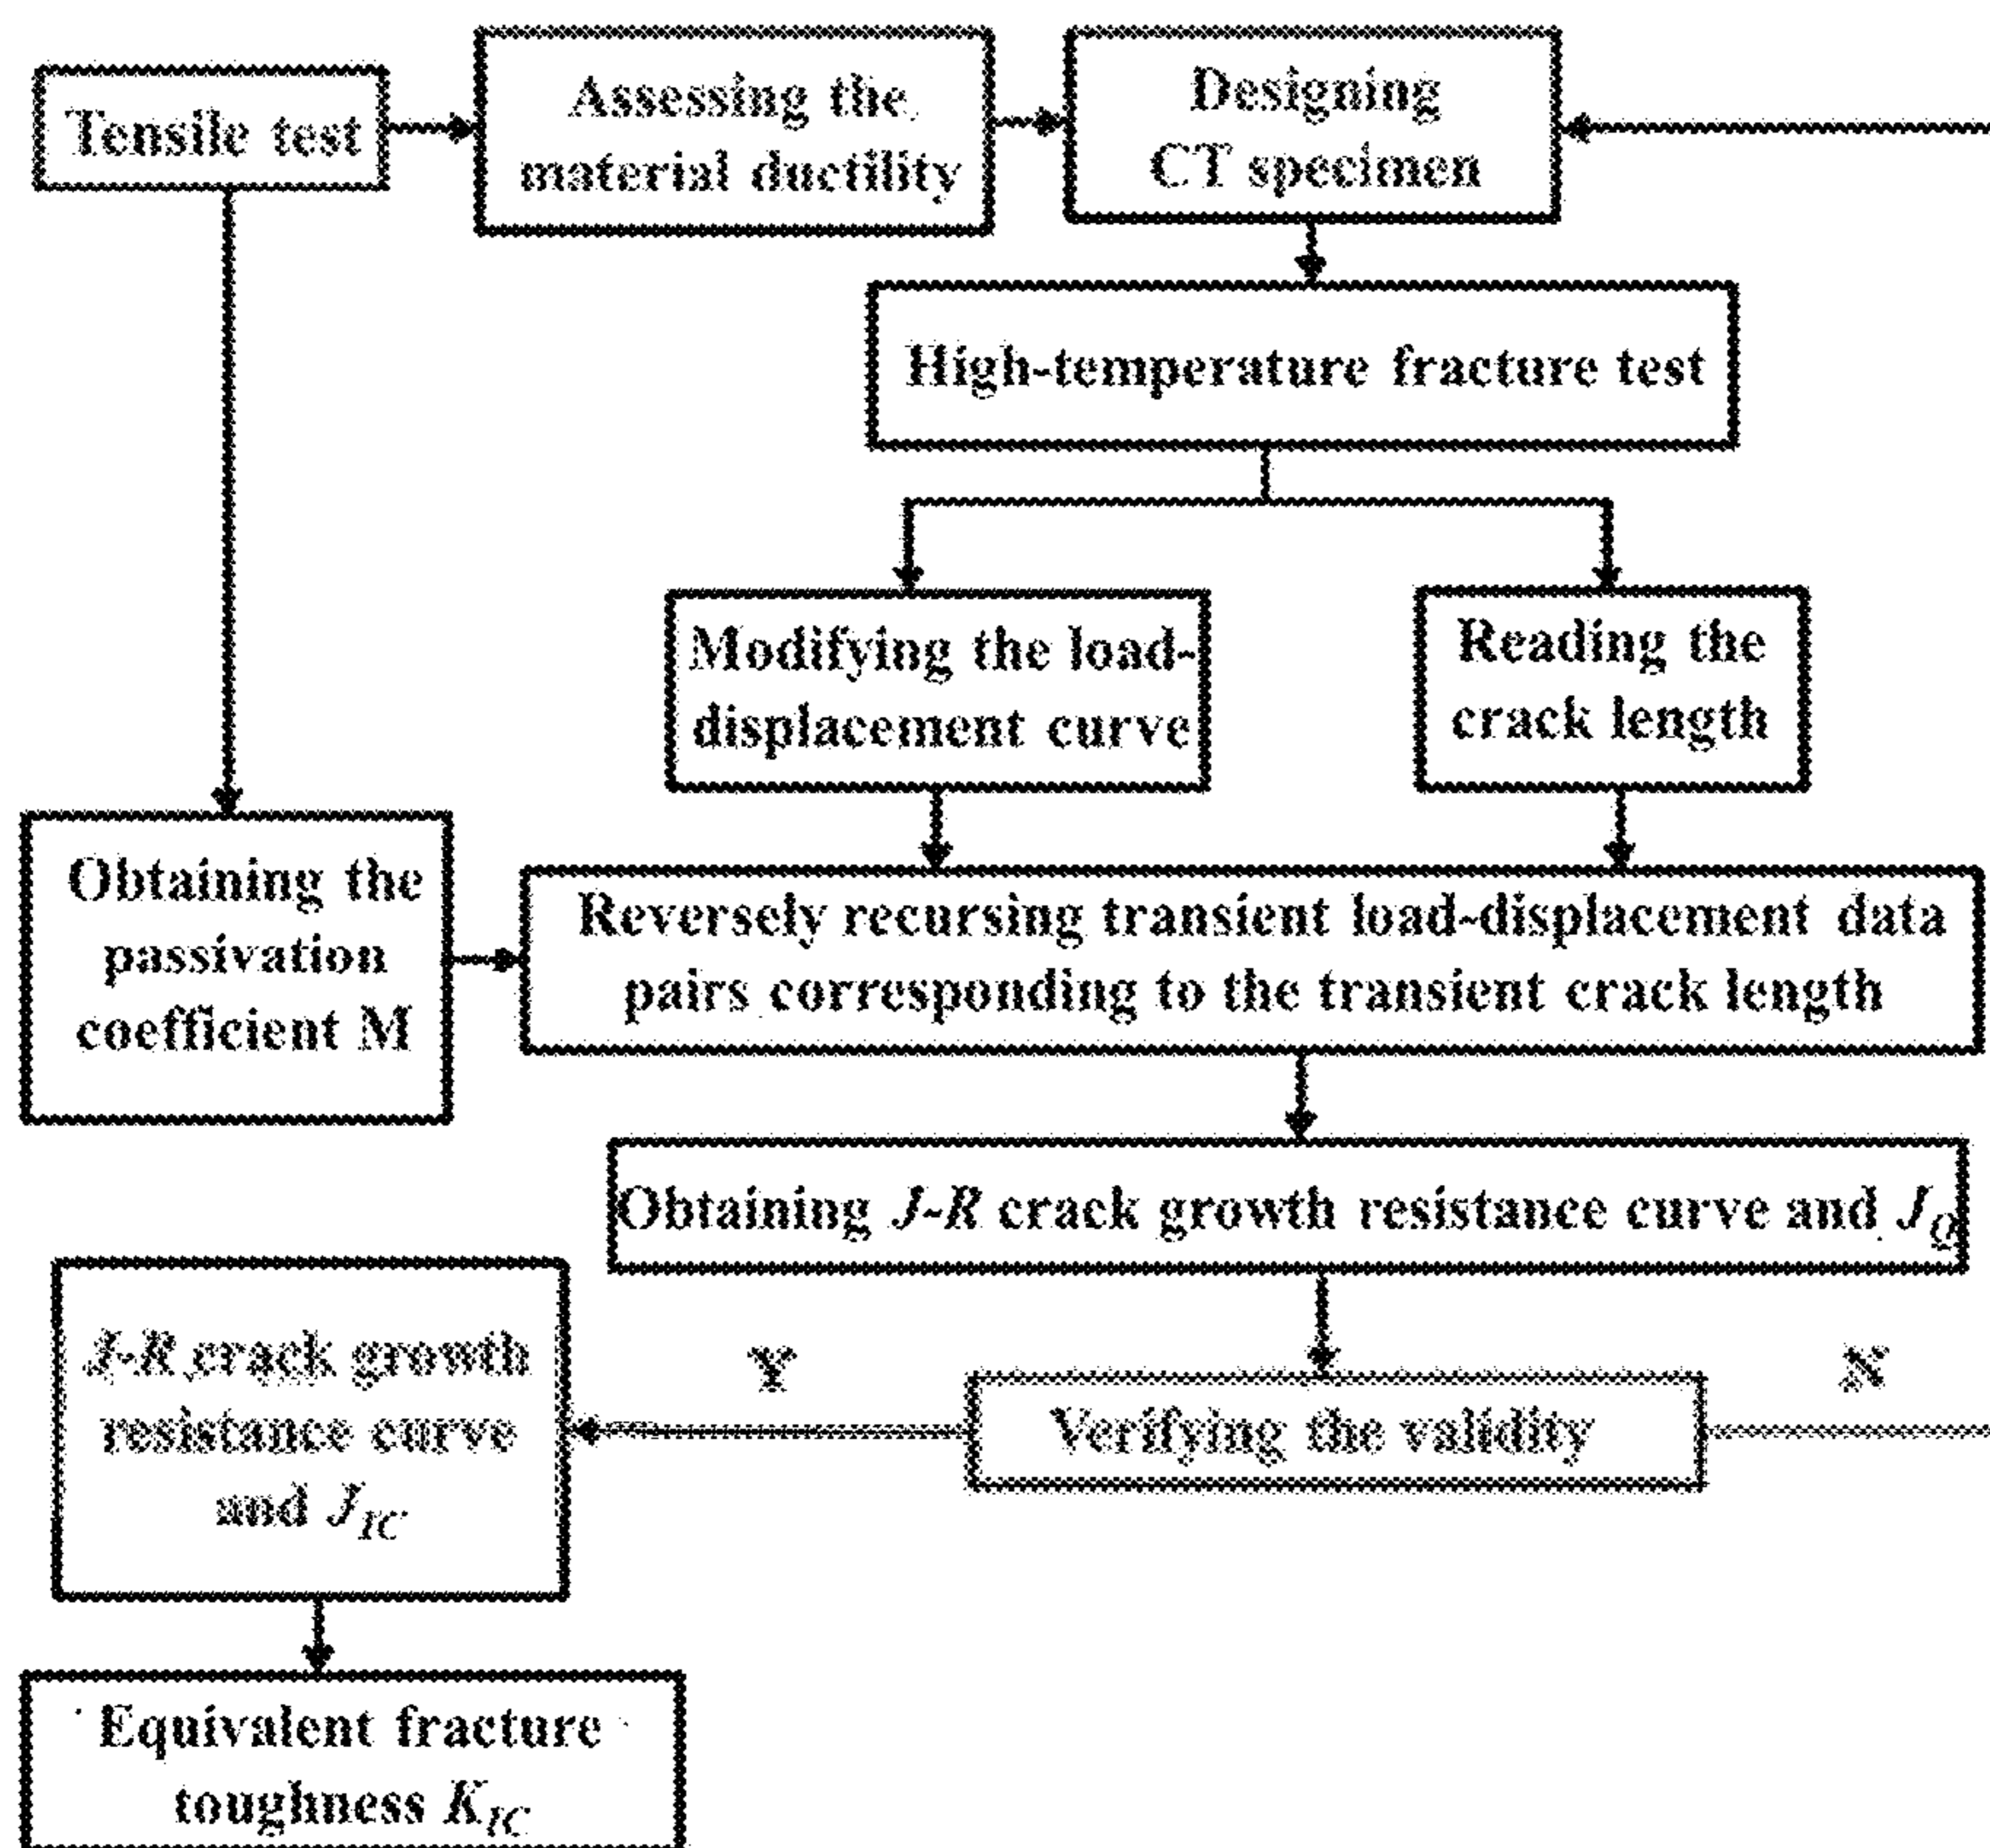 Tensile test
Assessing the
material ductility
Designing
CT specimen
High-temperature fracture test
Modifying the load-
displacement curve
Reading the
crack length
Obtaining the
passivation
coefficient M
Reversely recursing transient load-displacement data
pairs corresponding to the transient crack length
Obtaining J-R crack growth resistance curve and JQ
Verifying the validity
Y
N
J-R crack growth
resistance curve
and JIC
Equivalent fracture
toughness KIC